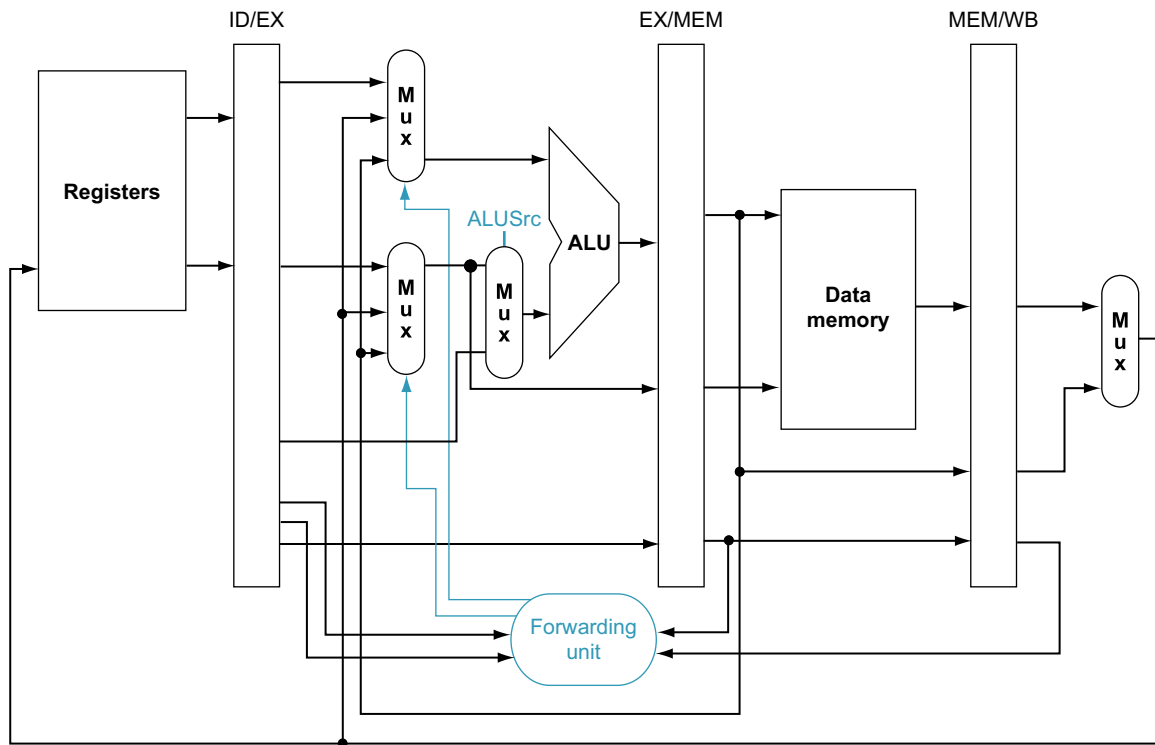 ID/EX
EX/MEM
MEM/WB
Mux
Registers
ALUSrc
ALU
Mux
Mux
Data
memory
Mux
Forwarding
unit